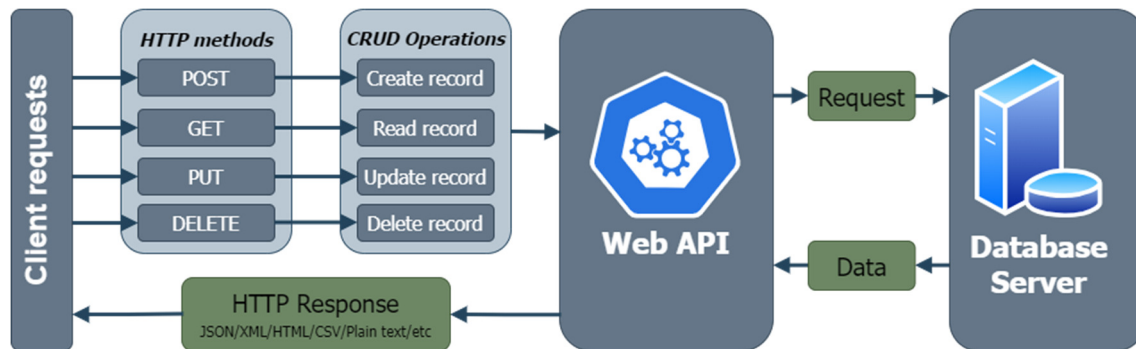 Client requests
HTTP methods
POST
GET
PUT
DELETE
CRUD Operations
Create record
Read record
Update record
Delete record
HTTP Response
JSON/XML/HTML/CSV/Plain text/etc
Web API
Request
Data
Database
Server